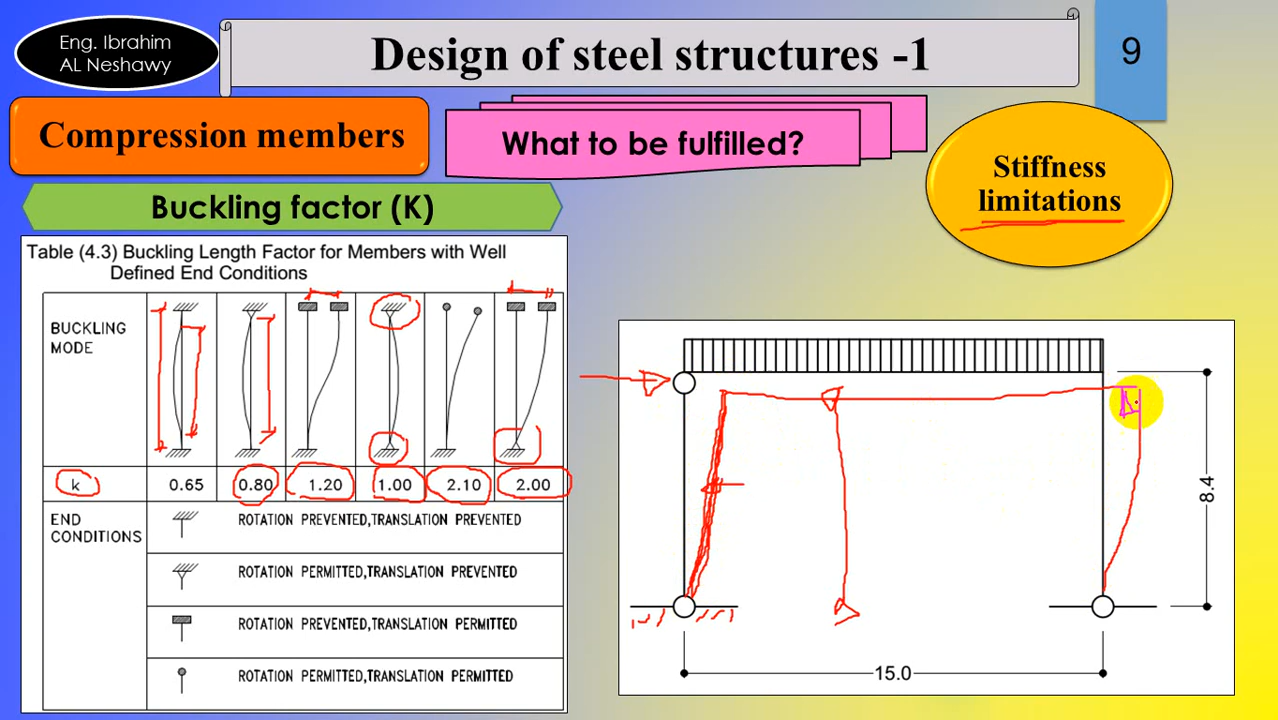 Eng. Ibrahim
AL Neshawy
Design of steel structures -1
9
Compression members
What to be fulfilled?
Stiffness
limitations
Buckling factor (K)
Table (4.3) Buckling Length Factor for Members with Well
Defined End Conditions
BUCKLING
MODE
k 0.65 0.80 1.20 1.00 2.10 2.00
END
CONDITIONS
ROTATION PREVENTED,TRANSLATION PREVENTED
ROTATION PERMITTED,TRANSLATION PREVENTED
ROTATION PREVENTED,TRANSLATION PERMITTED
ROTATION PERMITTED,TRANSLATION PERMITTED
8.4
15.0